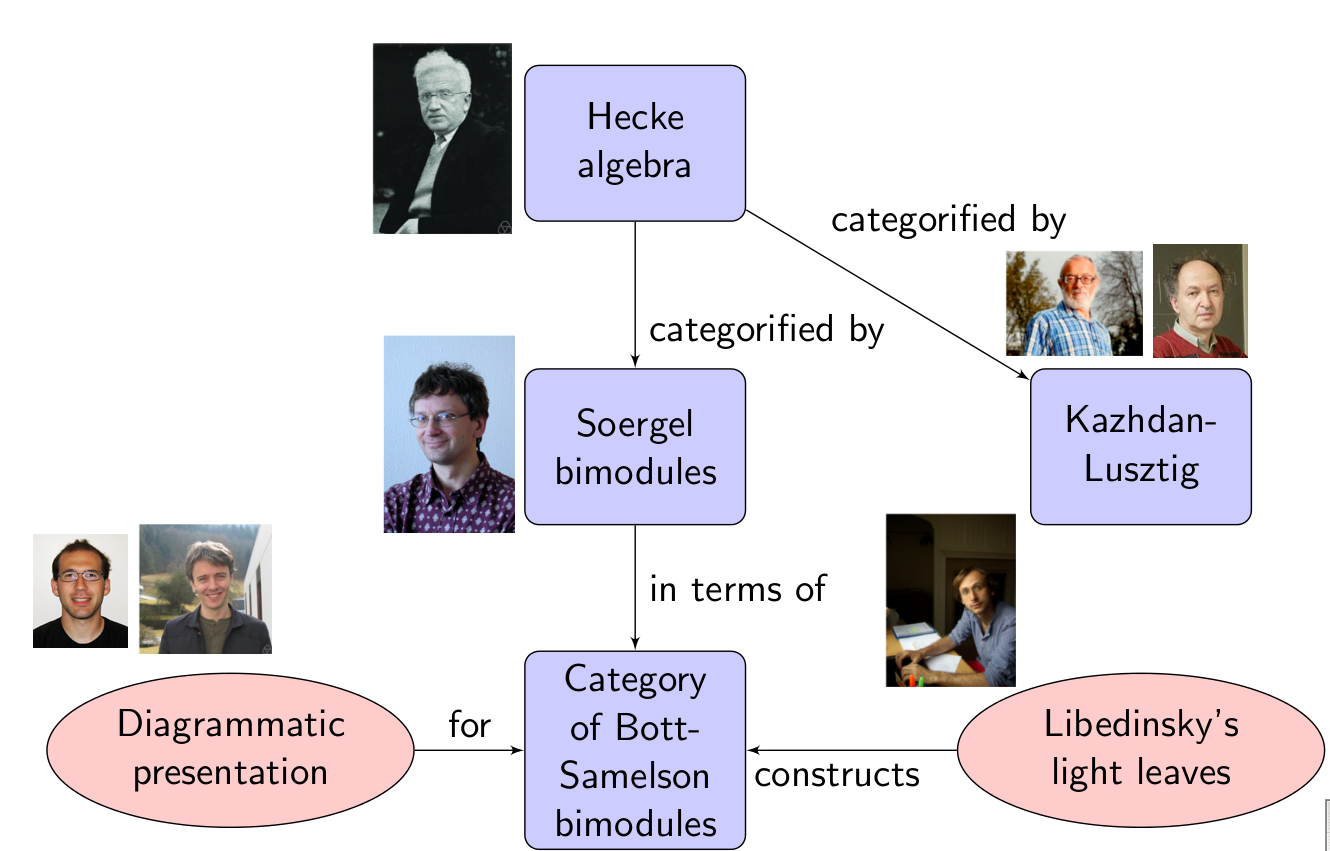 Hecke
algebra
categorified by
categorified by
Soergel
bimodules
Kazhdan-
Lusztig
in terms of
Diagrammatic
presentation
for
Category
of Bott-
Samelson
bimodules
constructs
Libedinsky's
light leaves